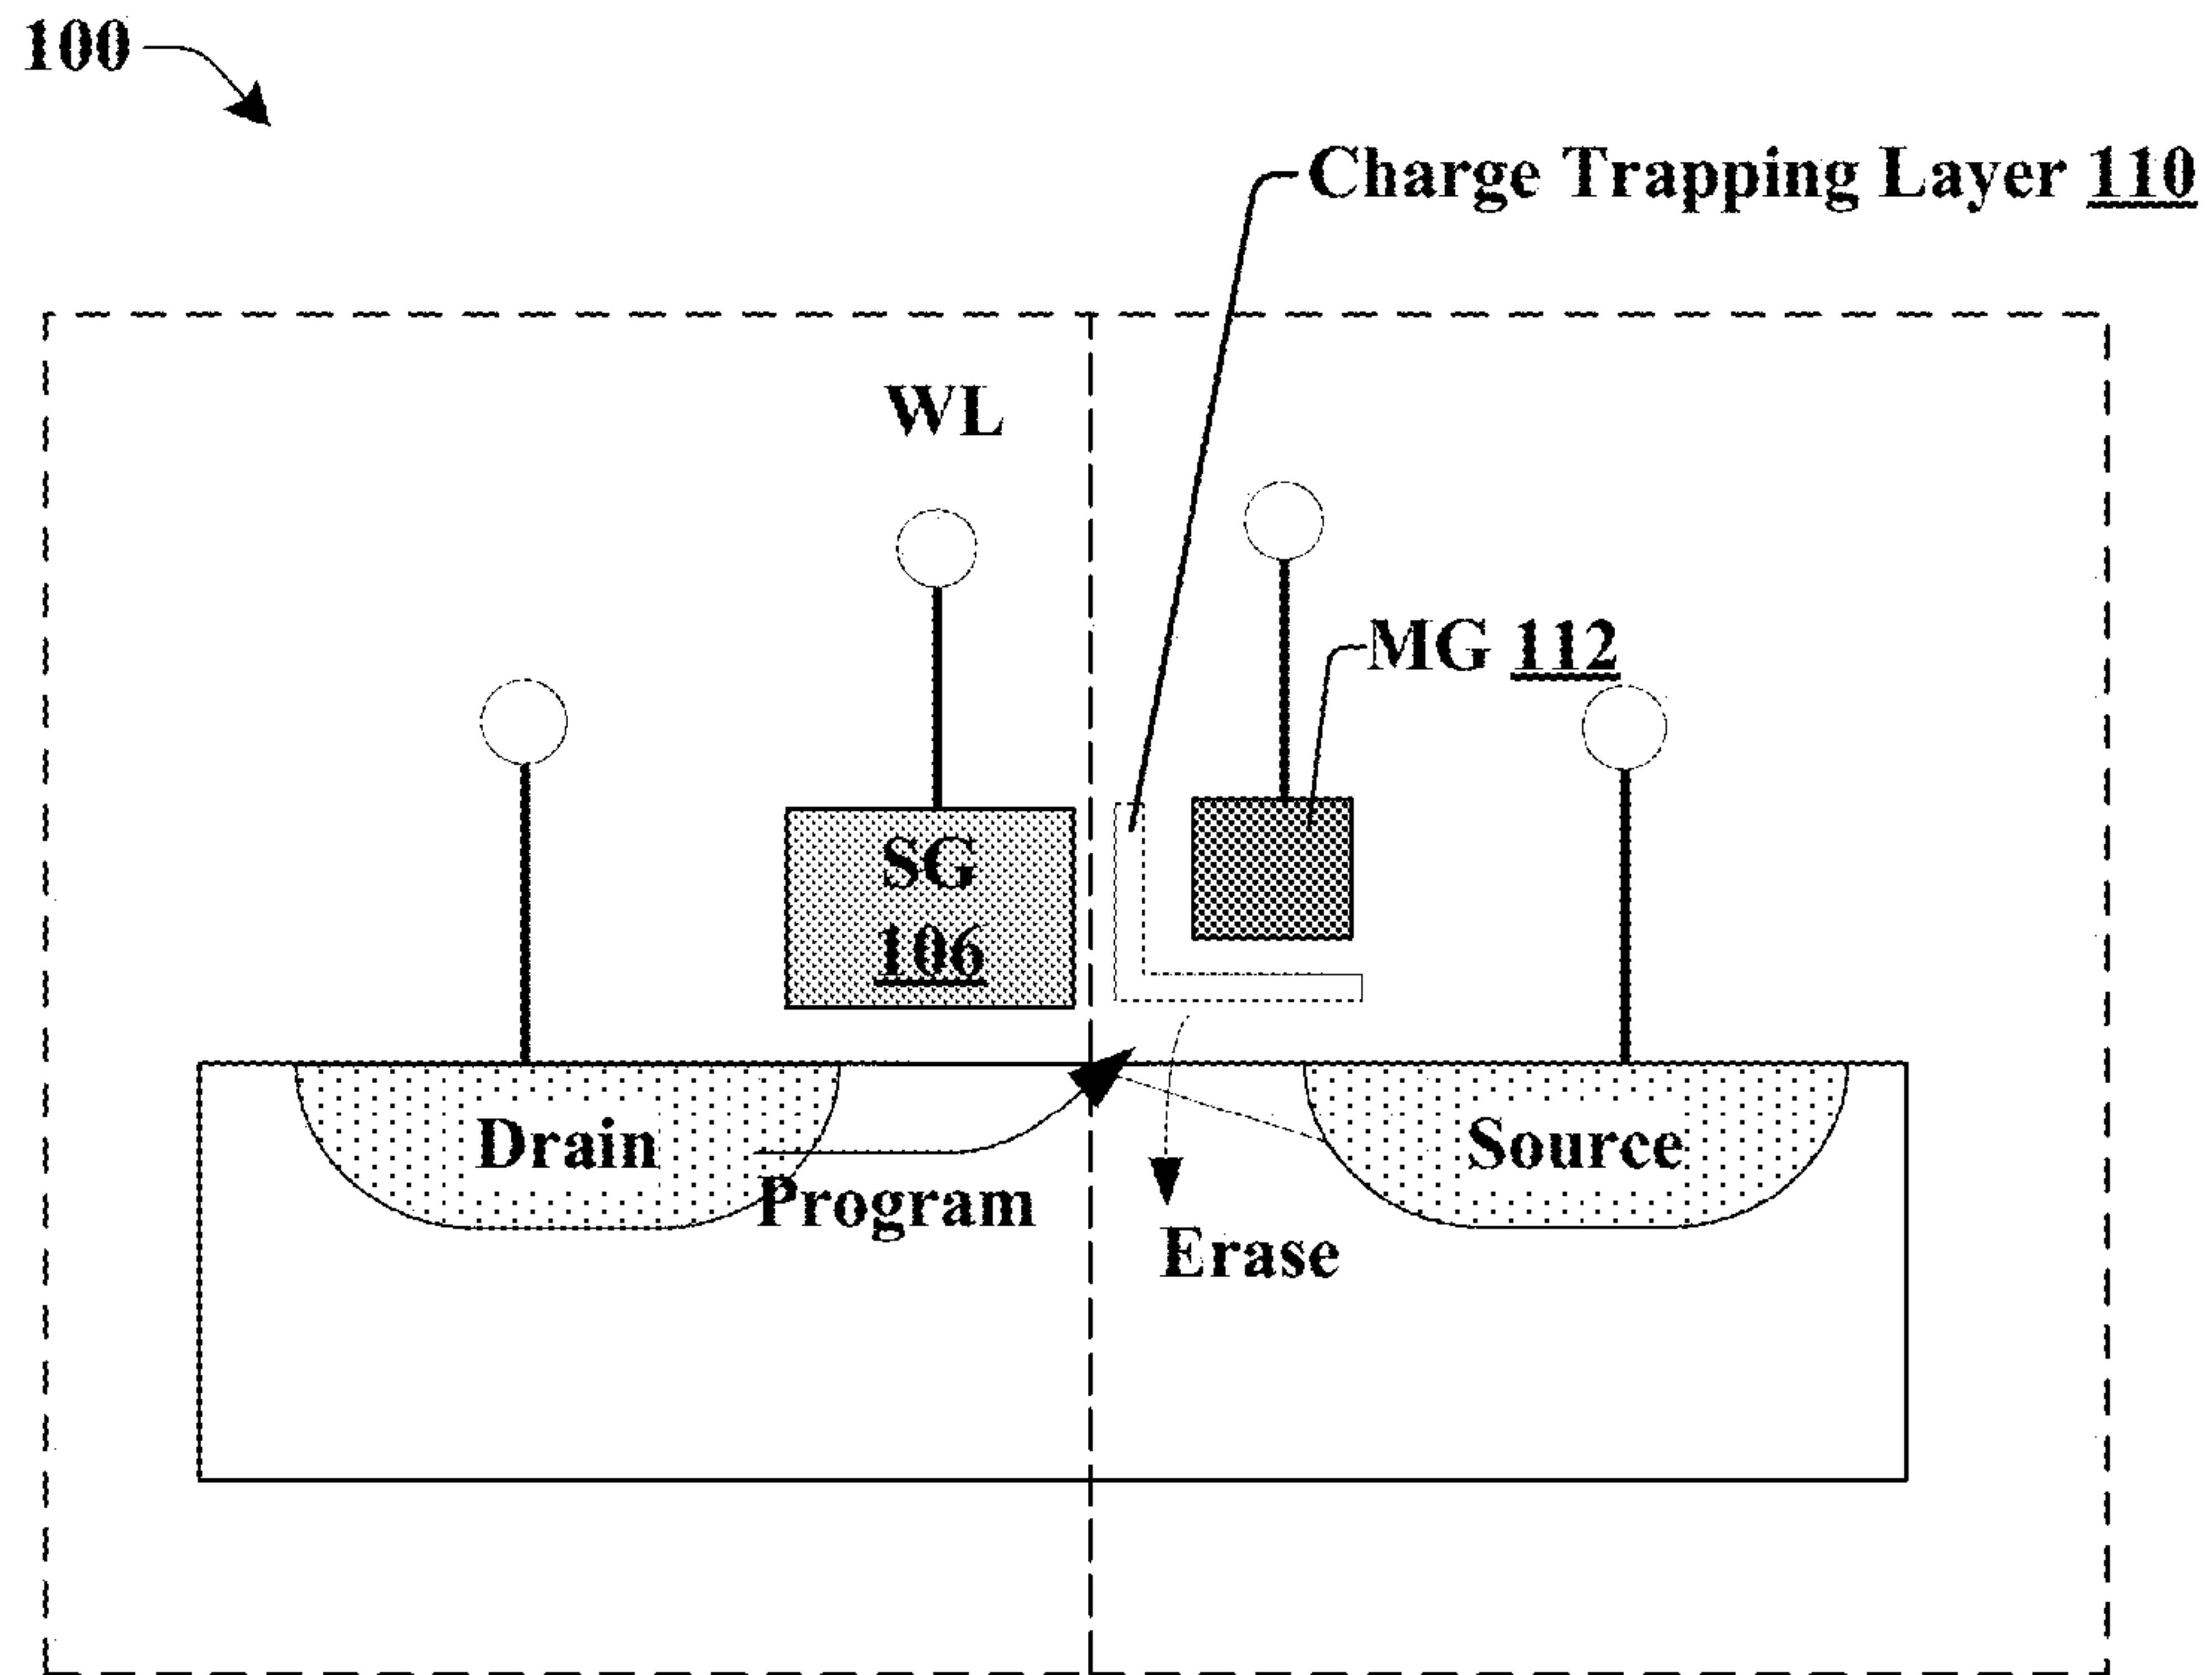 100
Charge Trapping Layer 110
WL
MG 112
SG
106
Drain
Source
Program
Erase